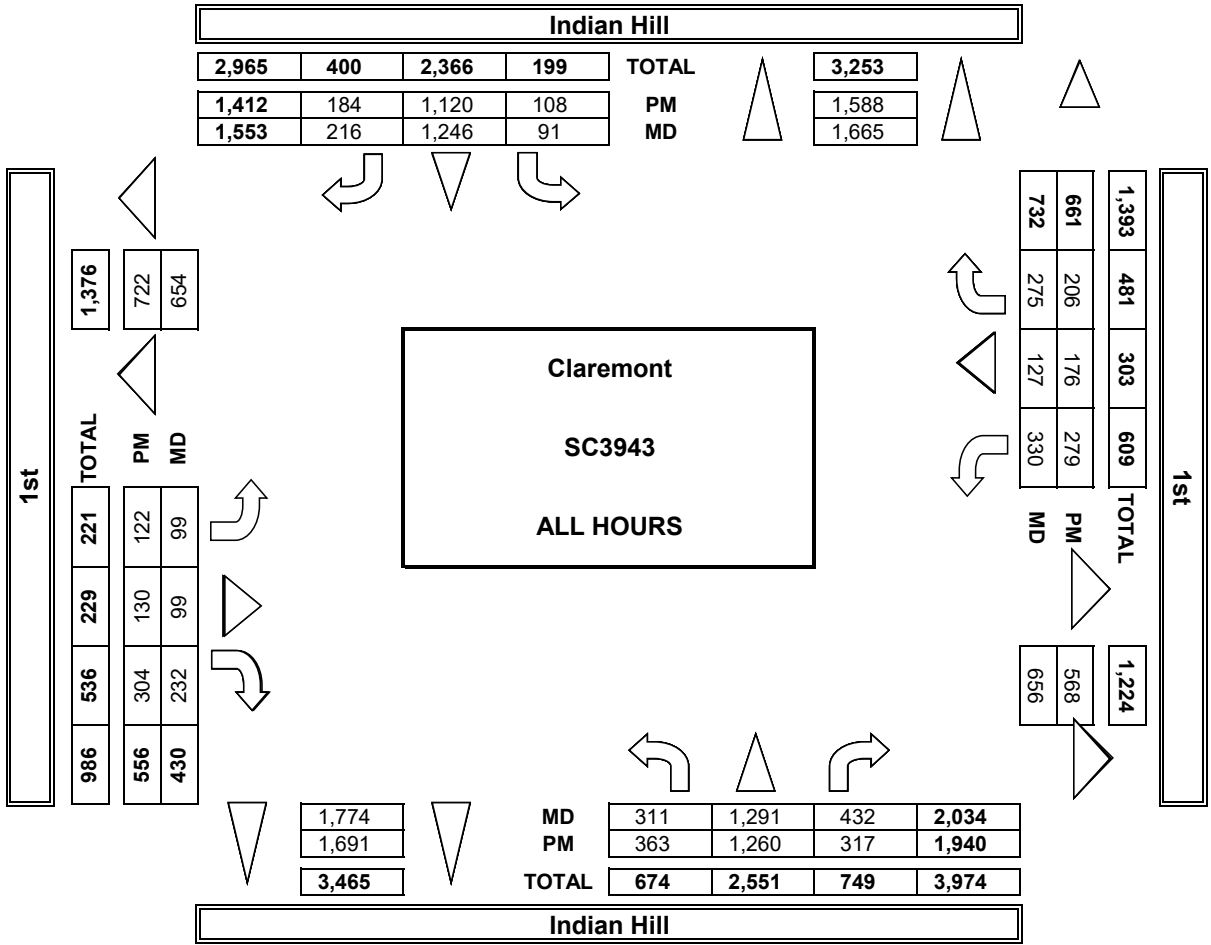 Indian Hill
2,965 400 2,366 199 TOTAL 3,253
1,412 184 1,120 108 PM 1,588
1,553 216 1,246 91 MD 1,665
1st
1,376 722 654
TOTAL PM MD
221 122 99
229 130 99
536 304 232
986 556 430
Claremont
SC3943
ALL HOURS
732 661 1,393
275 206 481
127 176 303
330 279 609
MD PM TOTAL
656 568 1,224
1st
1,774 MD 311 1,291 432 2,034
1,691 PM 363 1,260 317 1,940
3,465 TOTAL 674 2,551 749 3,974
Indian Hill